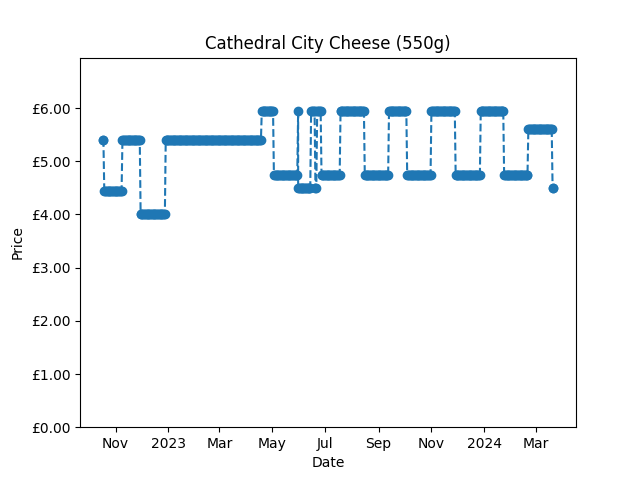 Cathedral City Cheese (550g)
£6.00
£5.00
£4.00
£3.00
£2.00
£1.00
£0.00
Price
Nov 2023 Mar May Jul Sep Nov 2024 Mar
Date